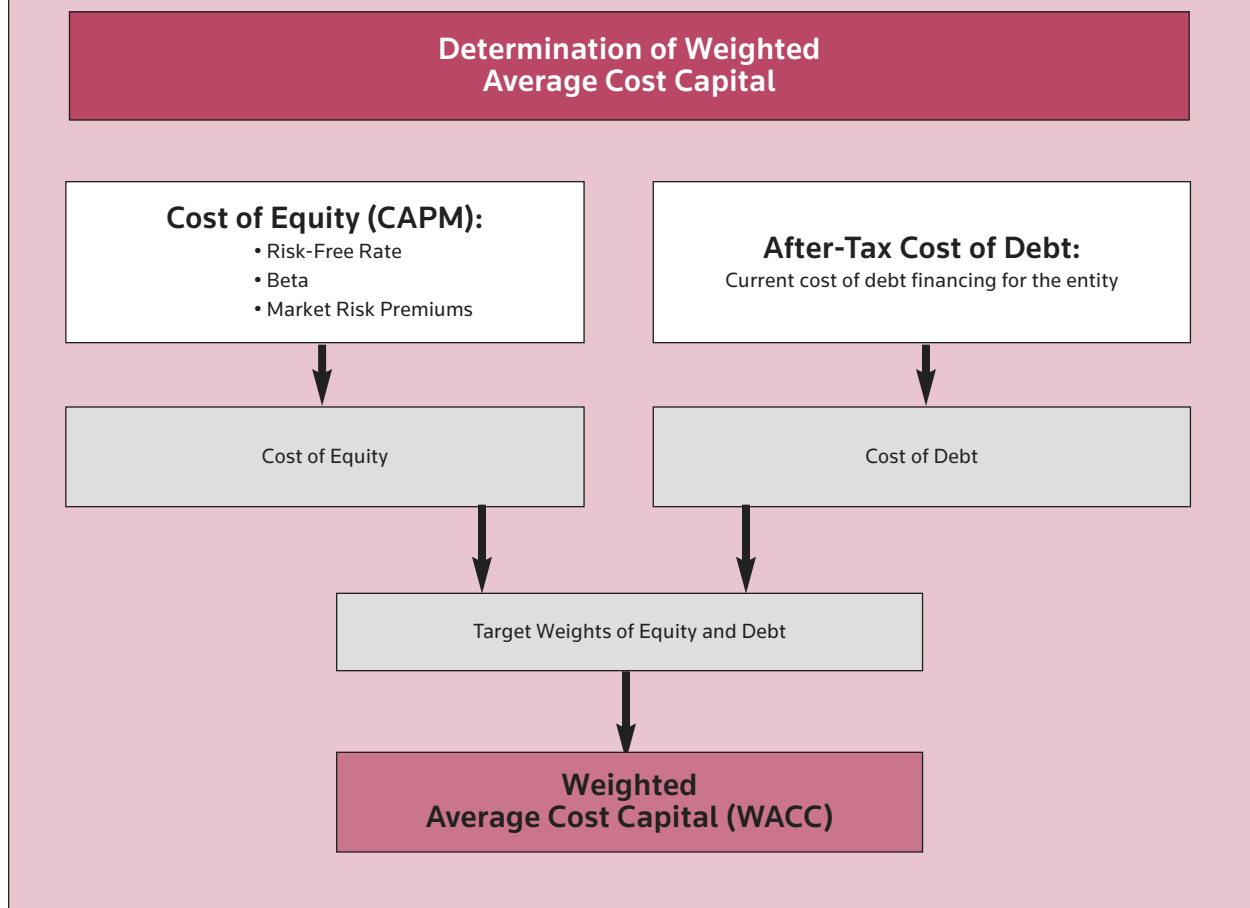 Determination of Weighted
Average Cost Capital
Cost of Equity (CAPM):
• Risk-Free Rate
• Beta
• Market Risk Premiums
After-Tax Cost of Debt:
Current cost of debt financing for the entity
Cost of Equity
Cost of Debt
Target Weights of Equity and Debt
Weighted
Average Cost Capital (WACC)